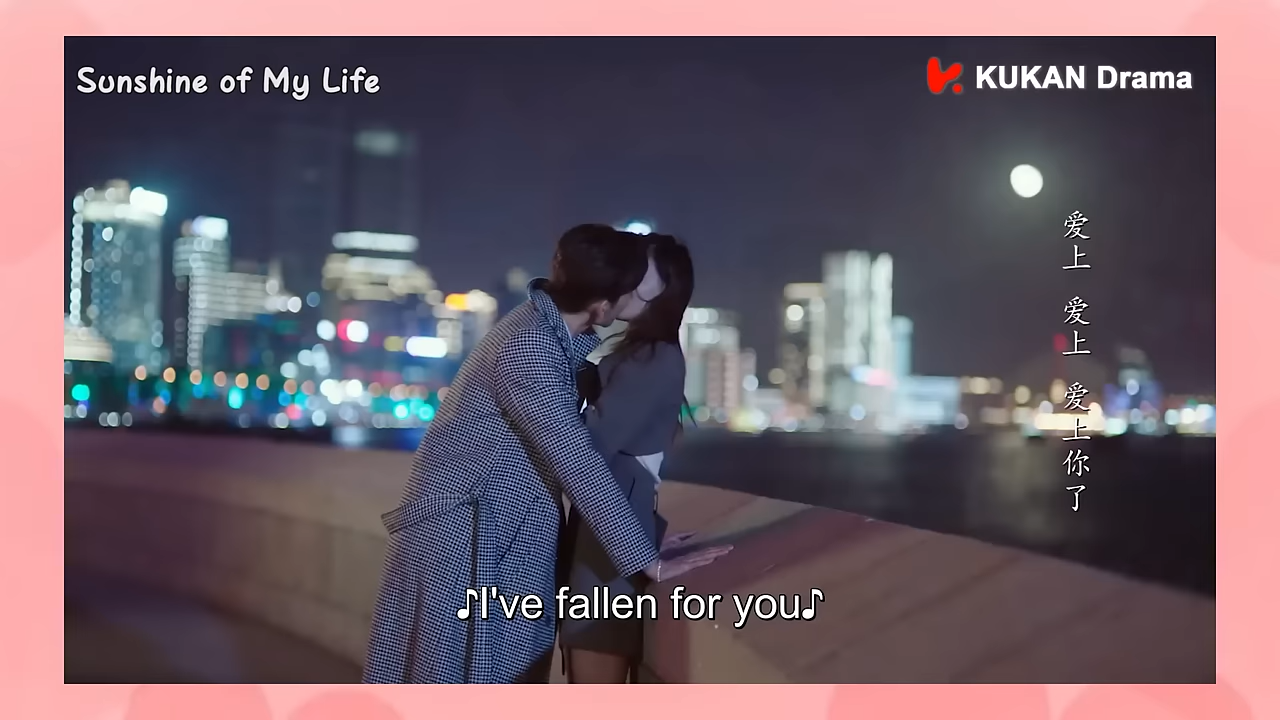 Sunshine of My Life
KUKAN Drama
爱上 爱上 爱上你了
♪I've fallen for you♪